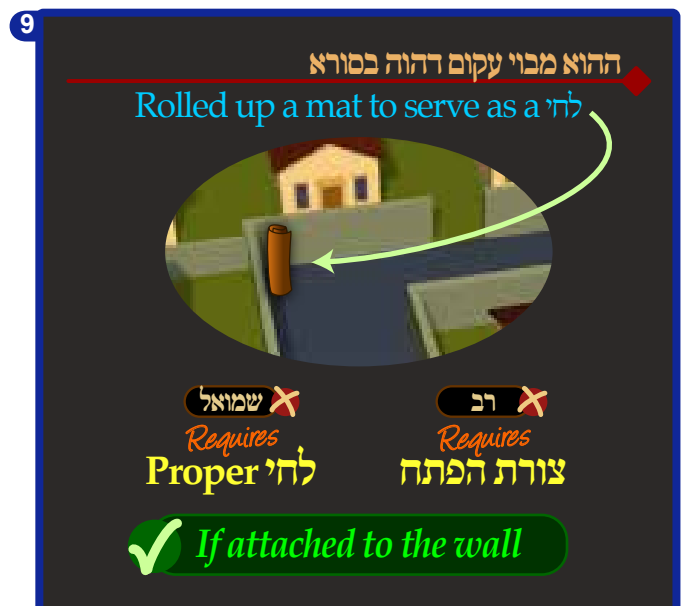 9
ההוא מבוי עקום דהוה בסורא
Rolled up a mat to serve as a לחי
שמואל
רב
Requires
Requires
Proper לחי
צורת הפתח
If attached to the wall